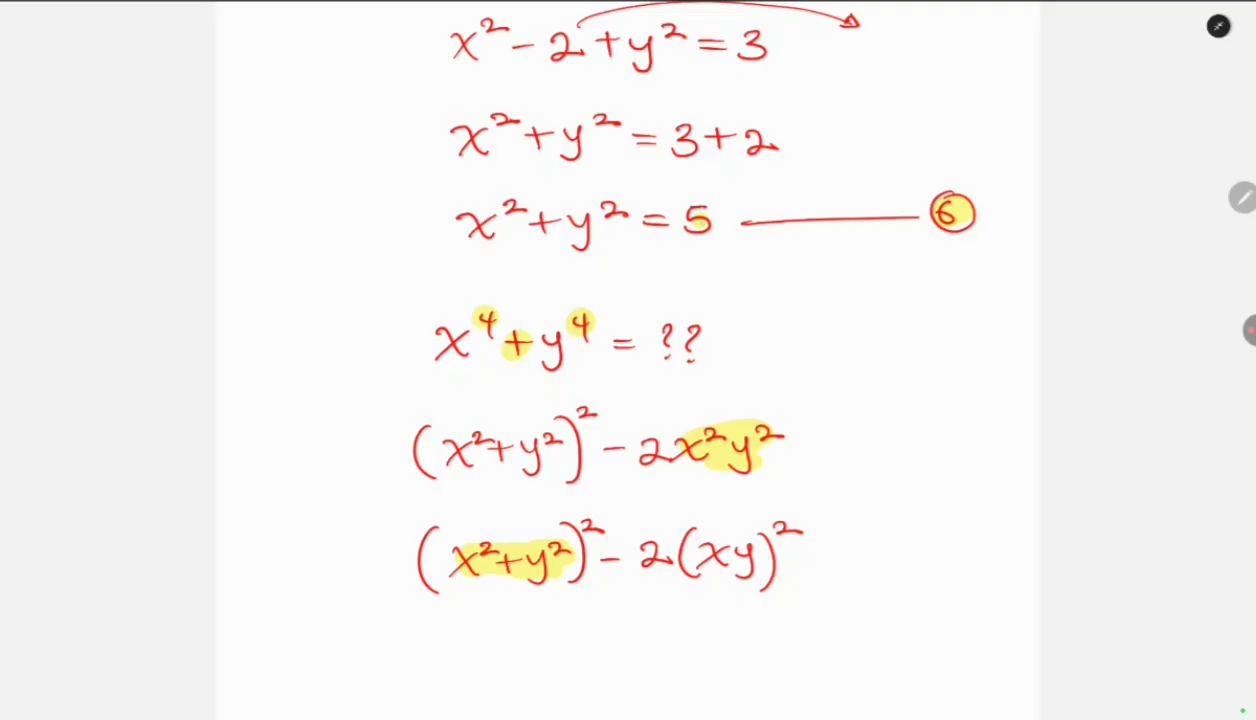 x² - 2 + y² = 3
x² + y² = 3 + 2
x² + y² = 5 ——— ⑥
x⁴ + y⁴ = ??
(x² + y²)² - 2x²y²
(x² + y²)² - 2(xy)²